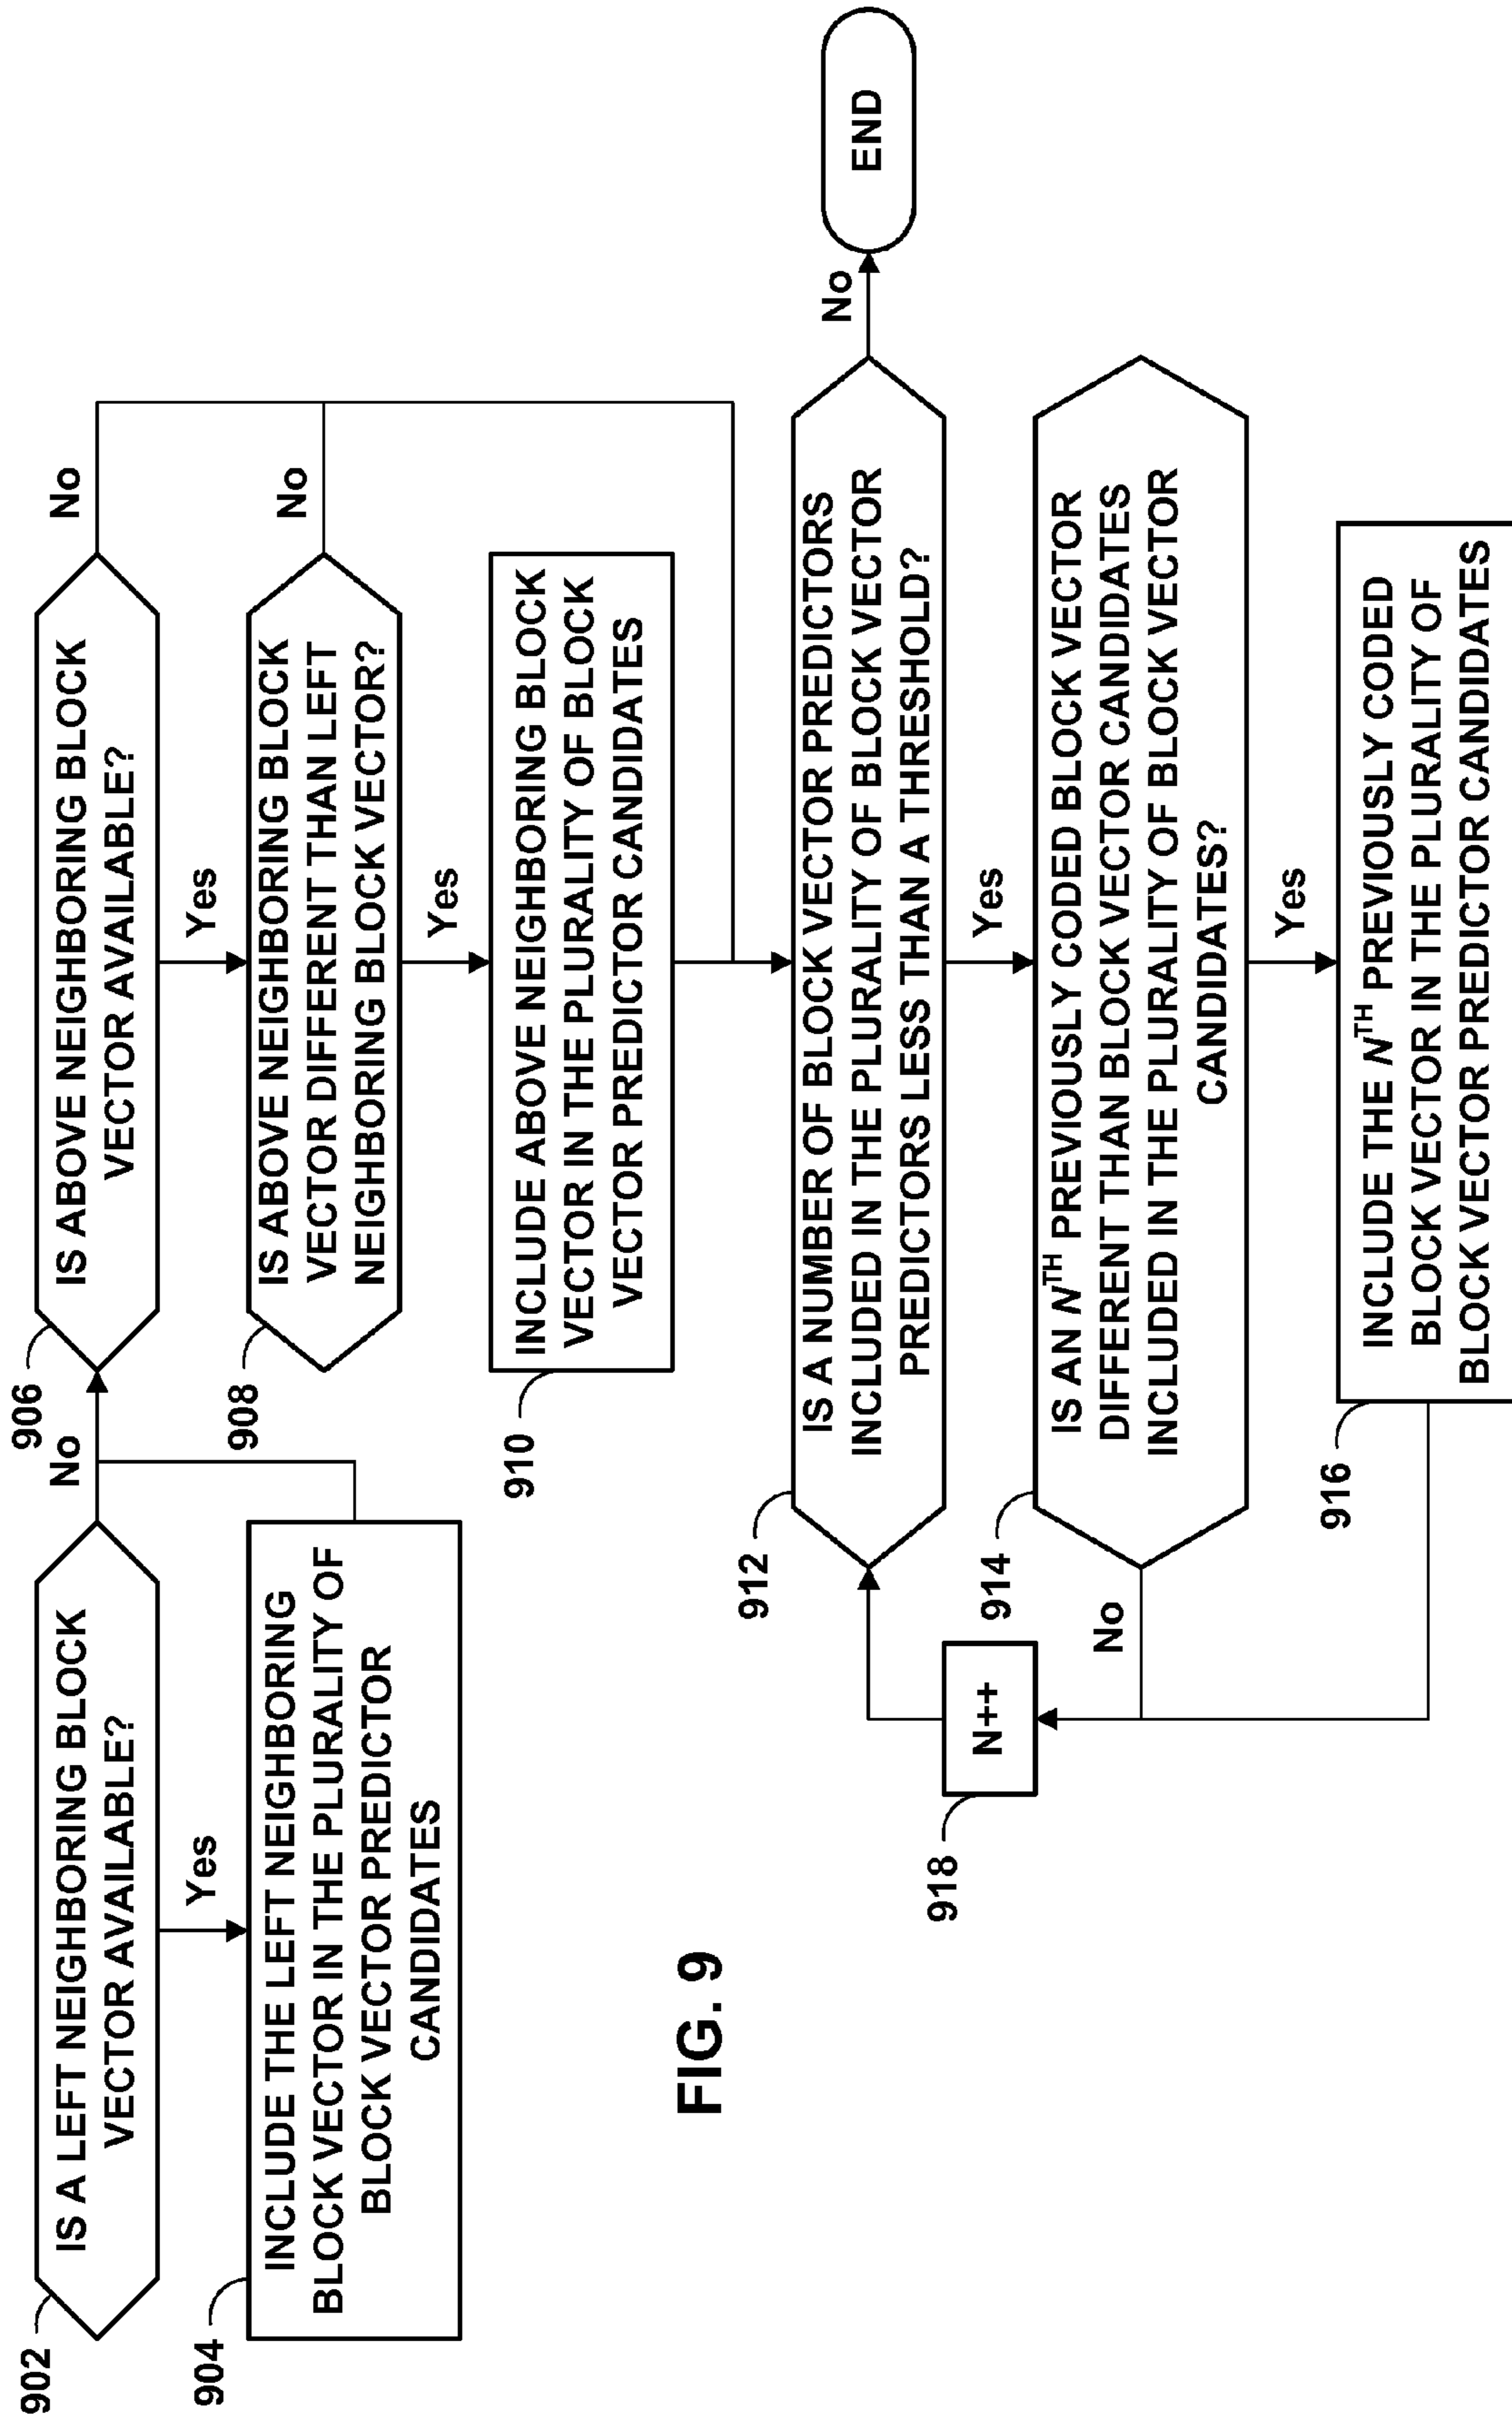 902
IS A LEFT NEIGHBORING BLOCK
VECTOR AVAILABLE?
No
Yes
904
INCLUDE THE LEFT NEIGHBORING
BLOCK VECTOR IN THE PLURALITY OF
BLOCK VECTOR PREDICTOR
CANDIDATES
906
IS ABOVE NEIGHBORING BLOCK
VECTOR AVAILABLE?
No
Yes
908
IS ABOVE NEIGHBORING BLOCK
VECTOR DIFFERENT THAN LEFT
NEIGHBORING BLOCK VECTOR?
No
Yes
910
INCLUDE ABOVE NEIGHBORING BLOCK
VECTOR IN THE PLURALITY OF BLOCK
VECTOR PREDICTOR CANDIDATES
912
IS A NUMBER OF BLOCK VECTOR PREDICTORS
INCLUDED IN THE PLURALITY OF BLOCK VECTOR
PREDICTORS LESS THAN A THRESHOLD?
No
END
Yes
914
IS AN NTH PREVIOUSLY CODED BLOCK VECTOR
DIFFERENT THAN BLOCK VECTOR CANDIDATES
INCLUDED IN THE PLURALITY OF BLOCK VECTOR
CANDIDATES?
No
Yes
916
INCLUDE THE NTH PREVIOUSLY CODED
BLOCK VECTOR IN THE PLURALITY OF
BLOCK VECTOR PREDICTOR CANDIDATES
918
N++
FIG. 9